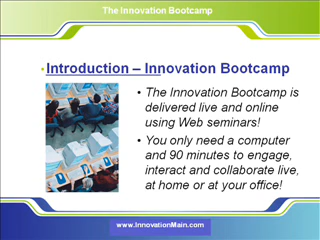 The Innovation Bootcamp
• Introduction – Innovation Bootcamp
• The Innovation Bootcamp is
delivered live and online
using Web seminars!
• You only need a computer
and 90 minutes to engage,
interact and collaborate live,
at home or at your office!
www.InnovationMain.com